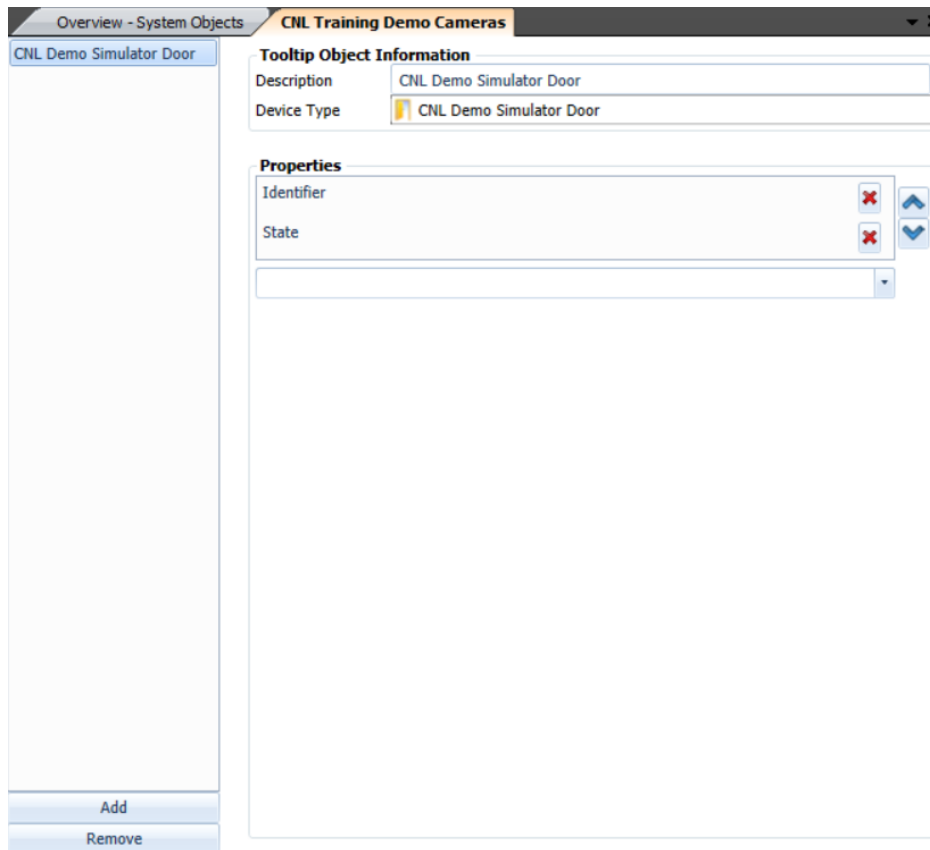 Overview - System Objects
CNL Training Demo Cameras
CNL Demo Simulator Door
Tooltip Object Information
Description CNL Demo Simulator Door
Device Type CNL Demo Simulator Door
Properties
Identifier
State
Add
Remove